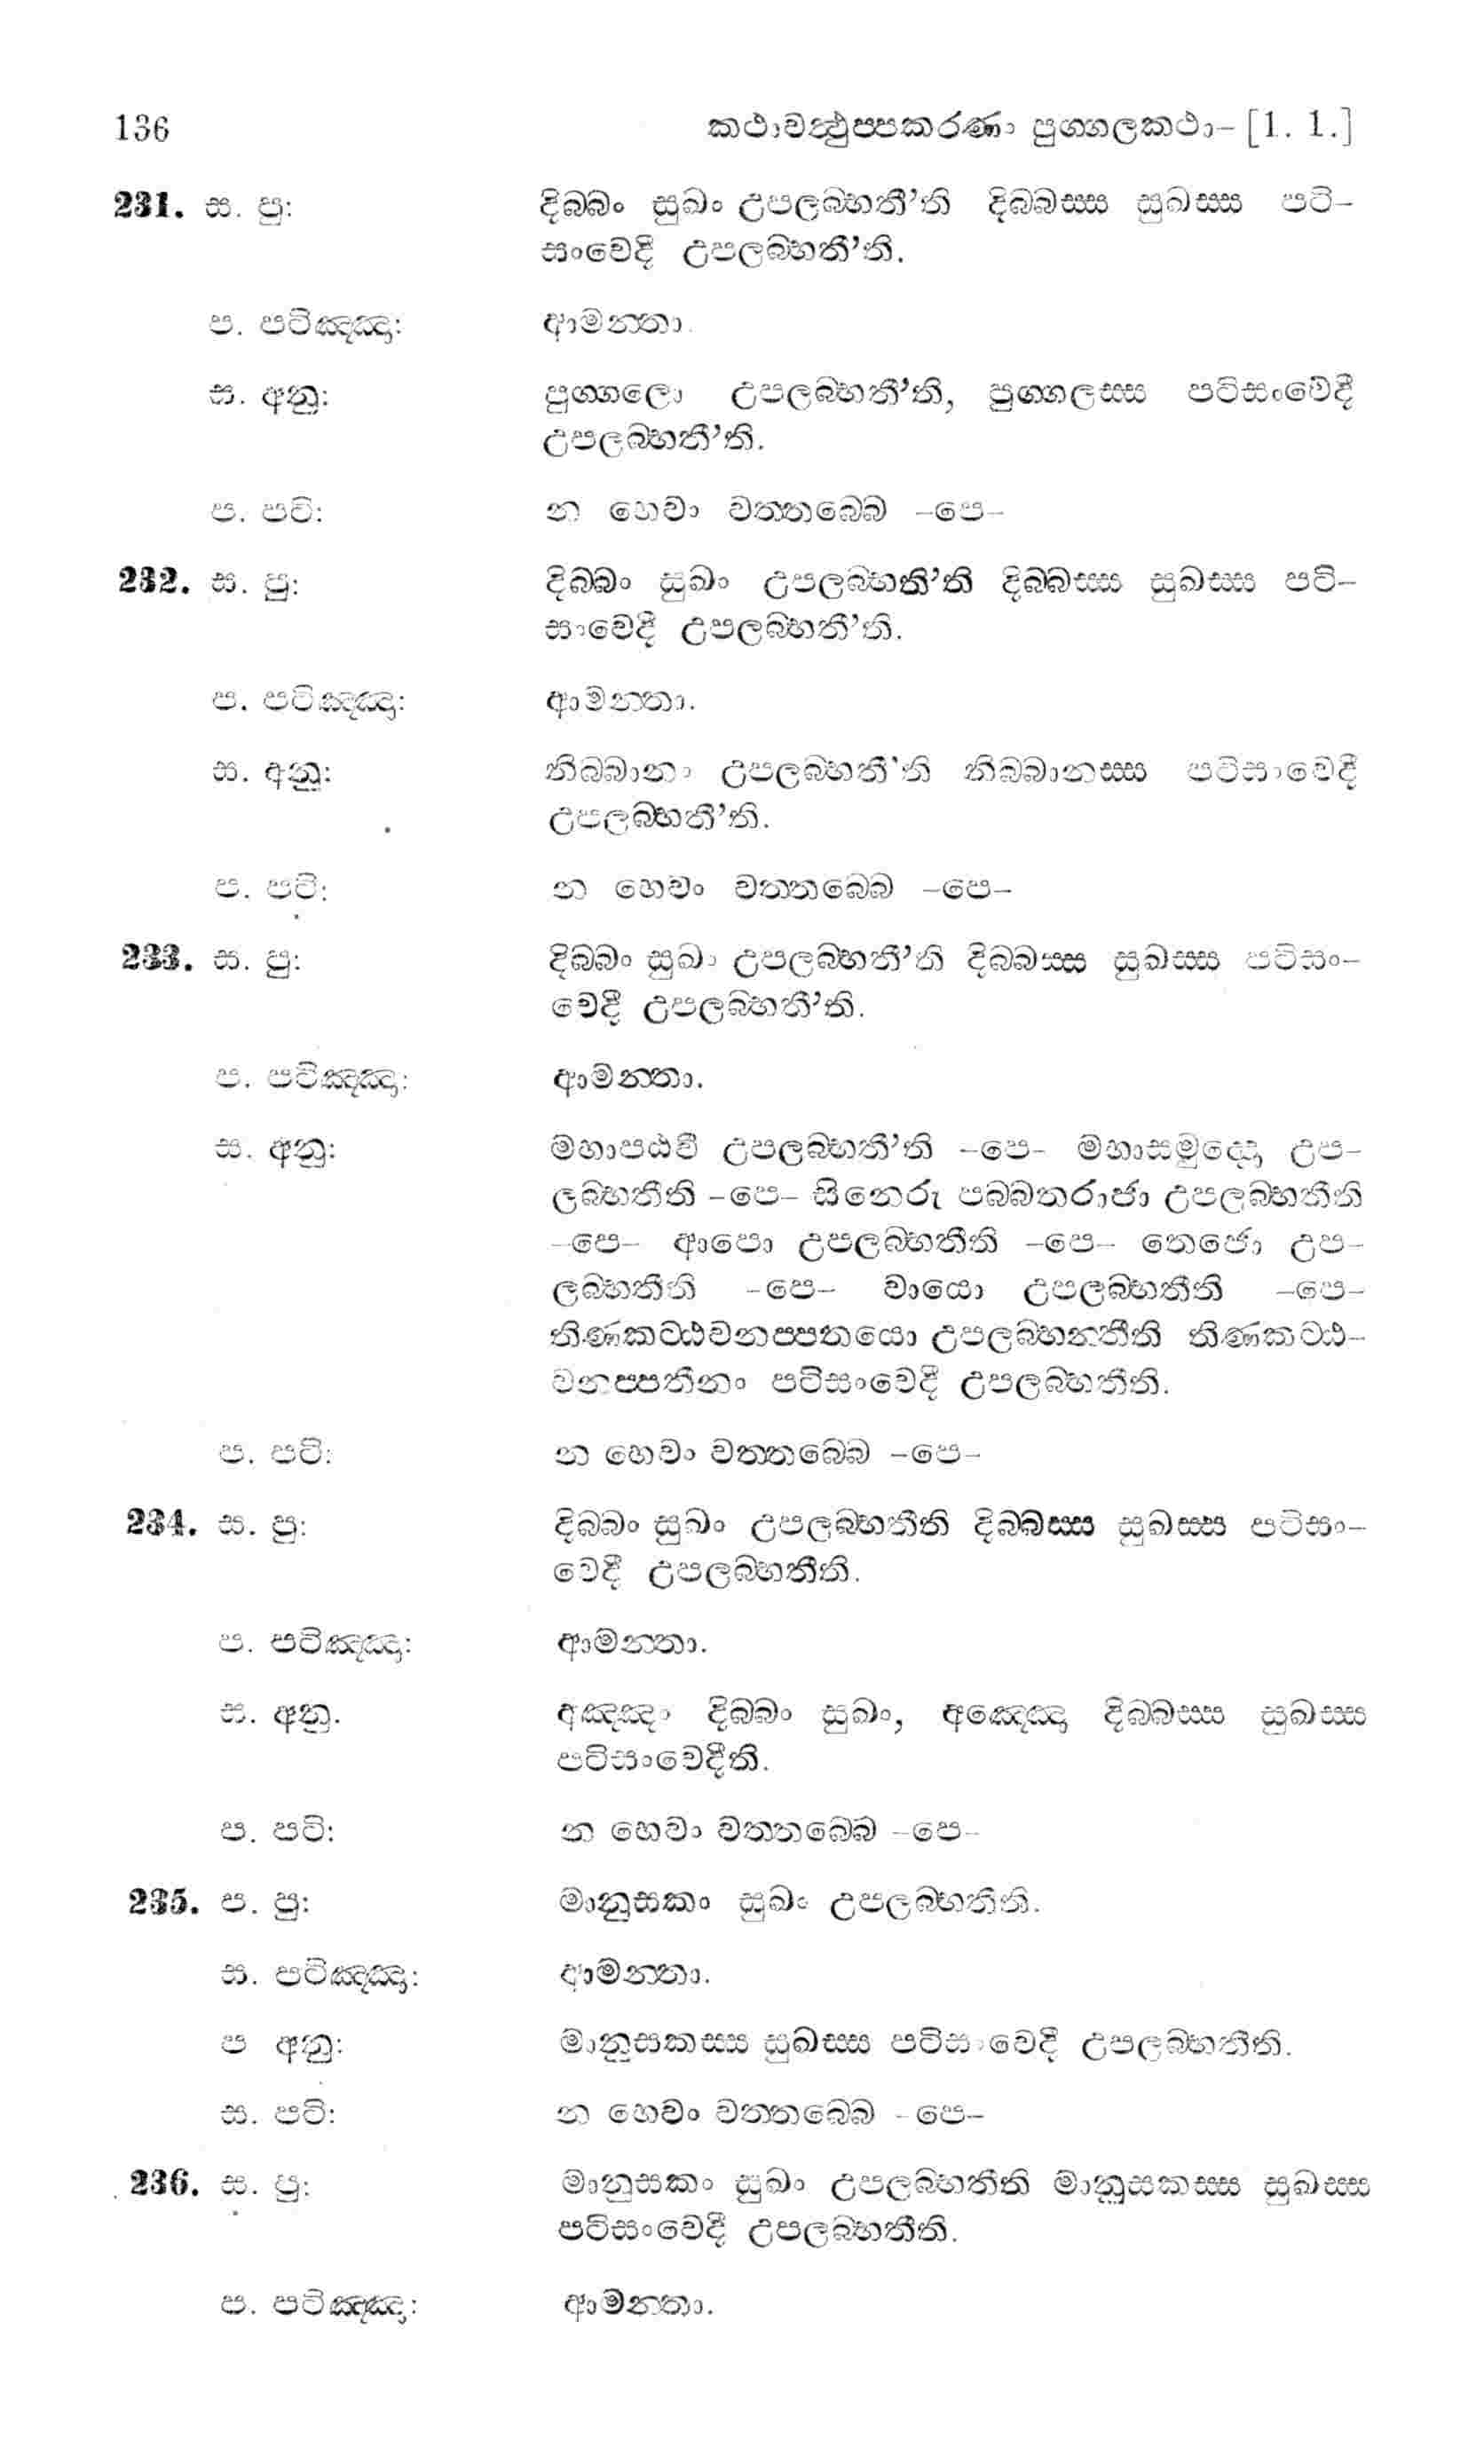 136 කථාවත්‍ථුප්‍පකරණං පුග්‍ගලකථා- [1. 1.]
231. ස. පු: දිබ්බං සුඛං උපලබ්භතී’ති දිබ්බස්ස සුඛස්ස පටි-
සංවේදී උපලබ්භතී’ති.
ප. පටිඤ්ඤා: ආමන්තා.
ස. අනු: පුග්ගලො උපලබ්භතී’ති, පුග්ගලස්ස පටිසංවේදී
උපලබ්භතී’ති.
ප. පටි: න හෙවං වත්තබ්බෙ -පෙ-
232. ස. පු: දිබ්බං සුඛං උපලබ්භති’ති දිබ්බස්ස සුඛස්ස පටි-
සංවෙදී උපලබ්භතී’ති.
ප. පටිඤ්ඤා: ආමන්තා.
ස. අනු: නිබ්බානං උපලබ්භතී’ති නිබ්බානස්ස පටිසංවෙදී
උපලබ්භතී’ති.
ප. පටි: න හෙවං වත්තබ්බෙ -පෙ-
233. ස. පු: දිබ්බං සුඛං උපලබ්භතී’ති දිබ්බස්ස සුඛස්ස පටිසං-
වෙදී උපලබ්භතී’ති.
ප. පටිඤ්ඤා: ආමන්තා.
ස. අනු: මහාපඨවී උපලබ්භතී’ති -පෙ- මහාසමුද්දො උප-
ලබ්භතීති -පෙ- සිනෙරු පබ්බතරාජා උපලබ්භතීති
-පෙ- ආපො උපලබ්භතීති -පෙ- තෙජො උප-
ලබ්භතීති -පෙ- වායො උපලබ්භතීති -පෙ-
තිණකට්ඨවනප්පතයො උපලබ්භන්තීති තිණකට්ඨ-
වනප්පතීනං පටිසංවෙදී උපලබ්භතීති.
ප. පටි: න හෙවං වත්තබ්බෙ -පෙ-
234. ස. පු: දිබ්බං සුඛං උපලබ්භතීති දිබ්බස්ස සුඛස්ස පටිසං-
වෙදී උපලබ්භතීති.
ප. පටිඤ්ඤා: ආමන්තා.
ස. අනු. අඤ්ඤං දිබ්බං සුඛං, අඤ්ඤො දිබ්බස්ස සුඛස්ස
පටිසංවෙදීති.
ප. පටි: න හෙවං වත්තබ්බෙ -පෙ-
235. ප. පු: මානුසකං සුඛං උපලබ්භතීති.
ස. පටිඤ්ඤා: ආමන්තා.
ප අනු: මානුසකස්ස සුඛස්ස පටිසංවෙදී උපලබ්භතීති.
ස. පටි: න හෙවං වත්තබ්බෙ -පෙ-
236. ස. පු: මානුසකං සුඛං උපලබ්භතීති මානුසකස්ස සුඛස්ස
පටිසංවෙදී උපලබ්භතීති.
ප. පටිඤ්ඤා: ආමන්තා.